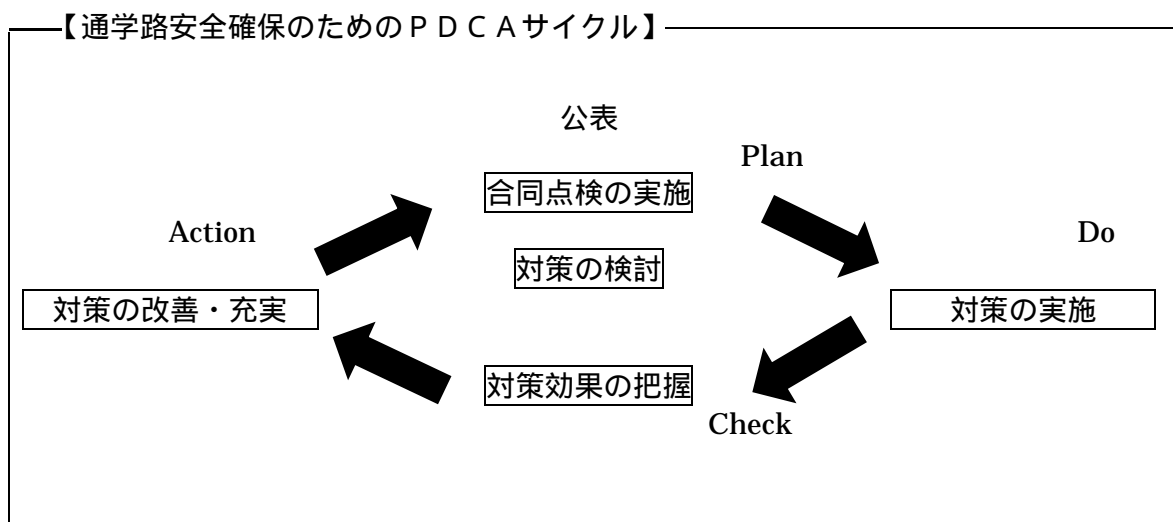 【通学路安全確保のためのＰＤＣＡサイクル】
公表
Plan
合同点検の実施
Action
Do
対策の検討
対策の改善・充実
対策の実施
対策効果の把握
Check